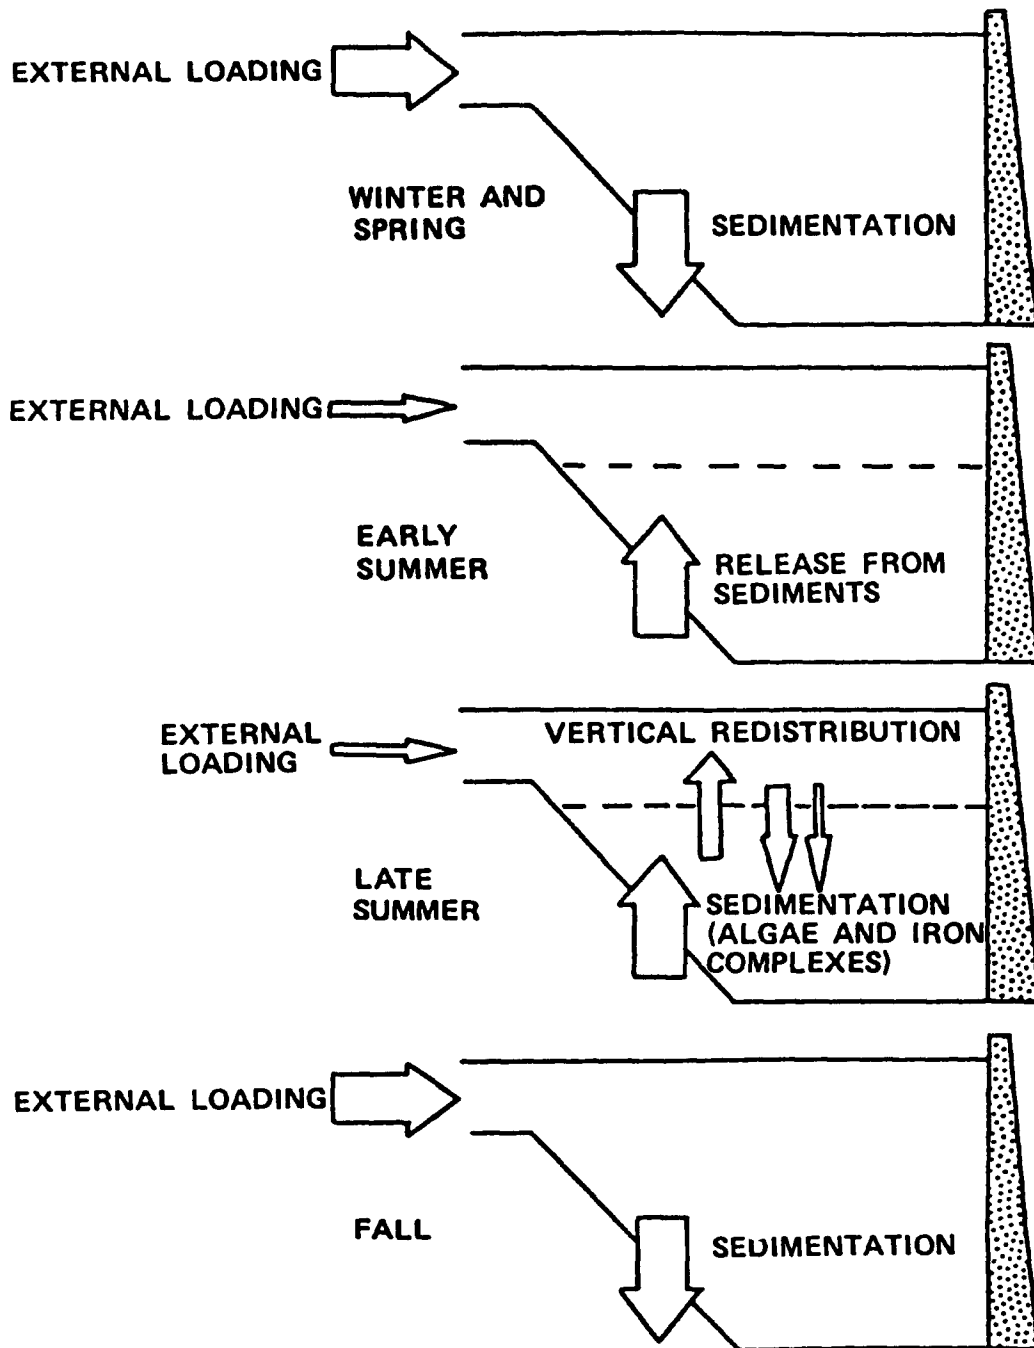 EXTERNAL LOADING
WINTER AND
SPRING
SEDIMENTATION
EXTERNAL LOADING
EARLY
SUMMER
RELEASE FROM
SEDIMENTS
EXTERNAL
LOADING
VERTICAL REDISTRIBUTION
LATE
SUMMER
SEDIMENTATION
(ALGAE AND IRON
COMPLEXES)
EXTERNAL LOADING
FALL
SEDIMENTATION